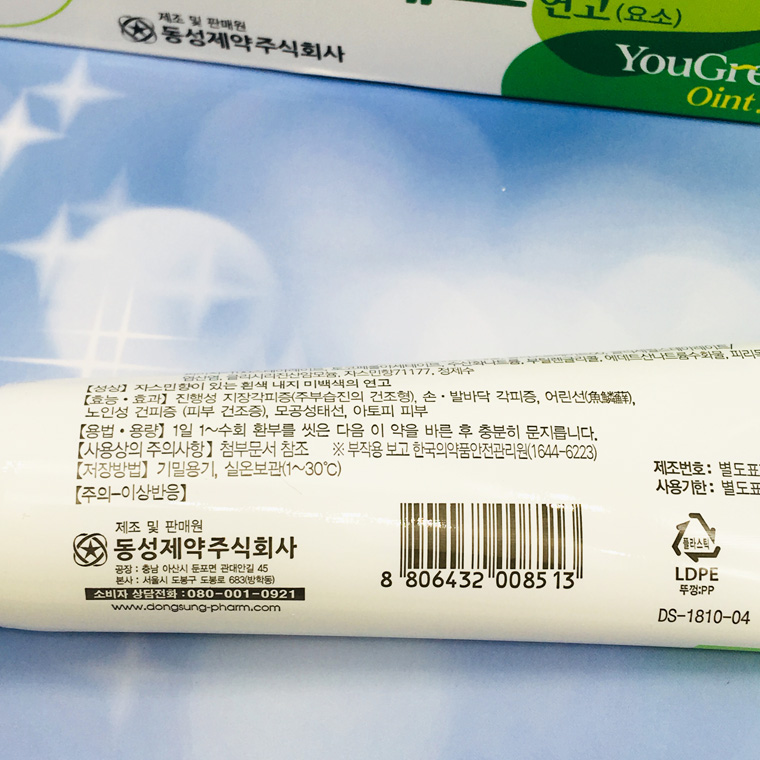 제조 및 판매원
동성제약주식회사
연고(요소)
YouGre
Oint.
향71177, 정제수
【성상】 자스민향이 있는 흰색 내지 미백색의 연고
【효능·효과】 진행성 지장각피증(주부습진의 건조형), 손·발바닥 각피증, 어린선(魚鱗蘚),
노인성 건피증 (피부 건조증), 모공성태선, 아토피 피부
【용법·용량】 1일 1~수회 환부를 씻은 다음 이 약을 바른 후 충분히 문지릅니다.
【사용상의 주의사항】 첨부문서 참조 ※ 부작용 보고 한국의약품안전관리원(1644-6223)
【저장방법】 기밀용기, 실온보관(1~30℃)
【주의-이상반응】
제조 및 판매원
동성제약주식회사
공장 : 충남 아산시 둔포면 관대안길 45
본사 : 서울시 도봉구 도봉로 683(방학동)
소비자 상담전화 : 080-001-0921
www.dongsung-pharm.com
8 806432 008513
제조번호 : 별도표
사용기한 : 별도표
플라스틱
LDPE
뚜껑:PP
DS-1810-04